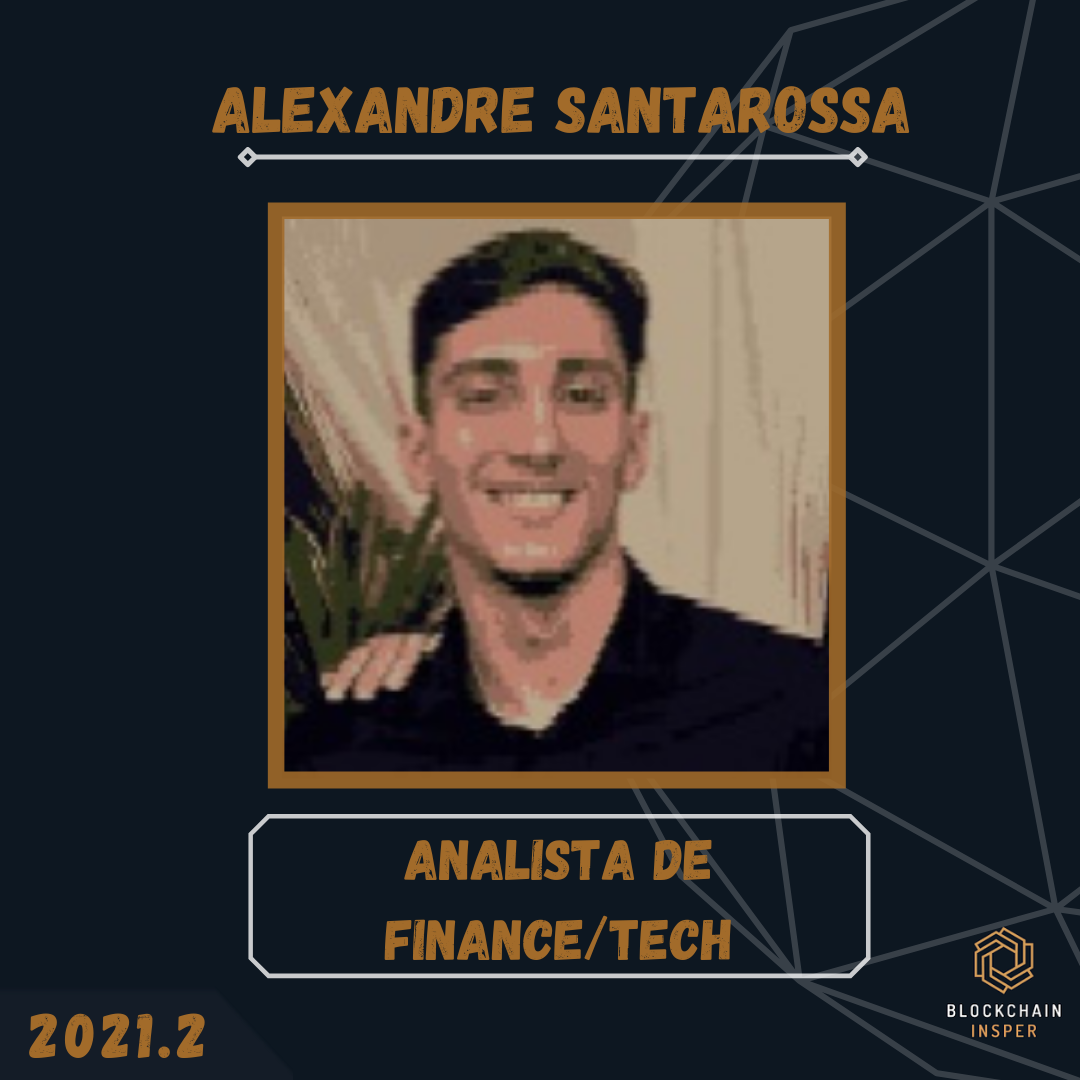 ALEXANDRE SANTAROSSA
ANALISTA DE
FINANCE/TECH
2021.2
BLOCKCHAIN
INSPER